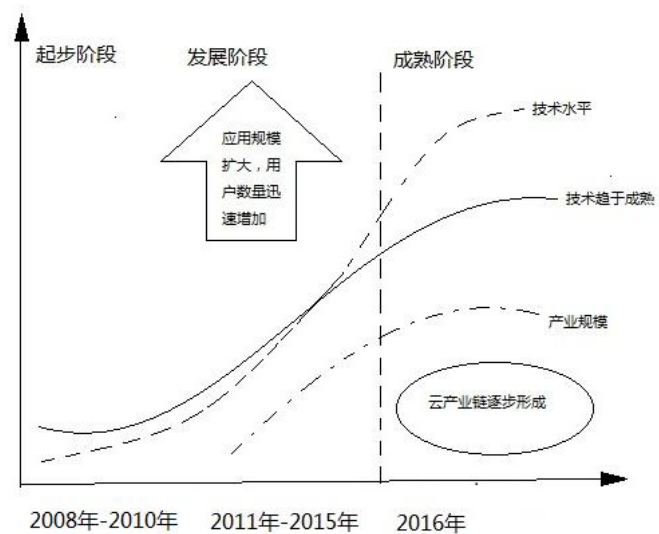 起步阶段
发展阶段
成熟阶段
应用规模
扩大，用
户数量迅
速增加
技术水平
技术趋于成熟
产业规模
云产业链逐步形成
2008年-2010年
2011年-2015年
2016年